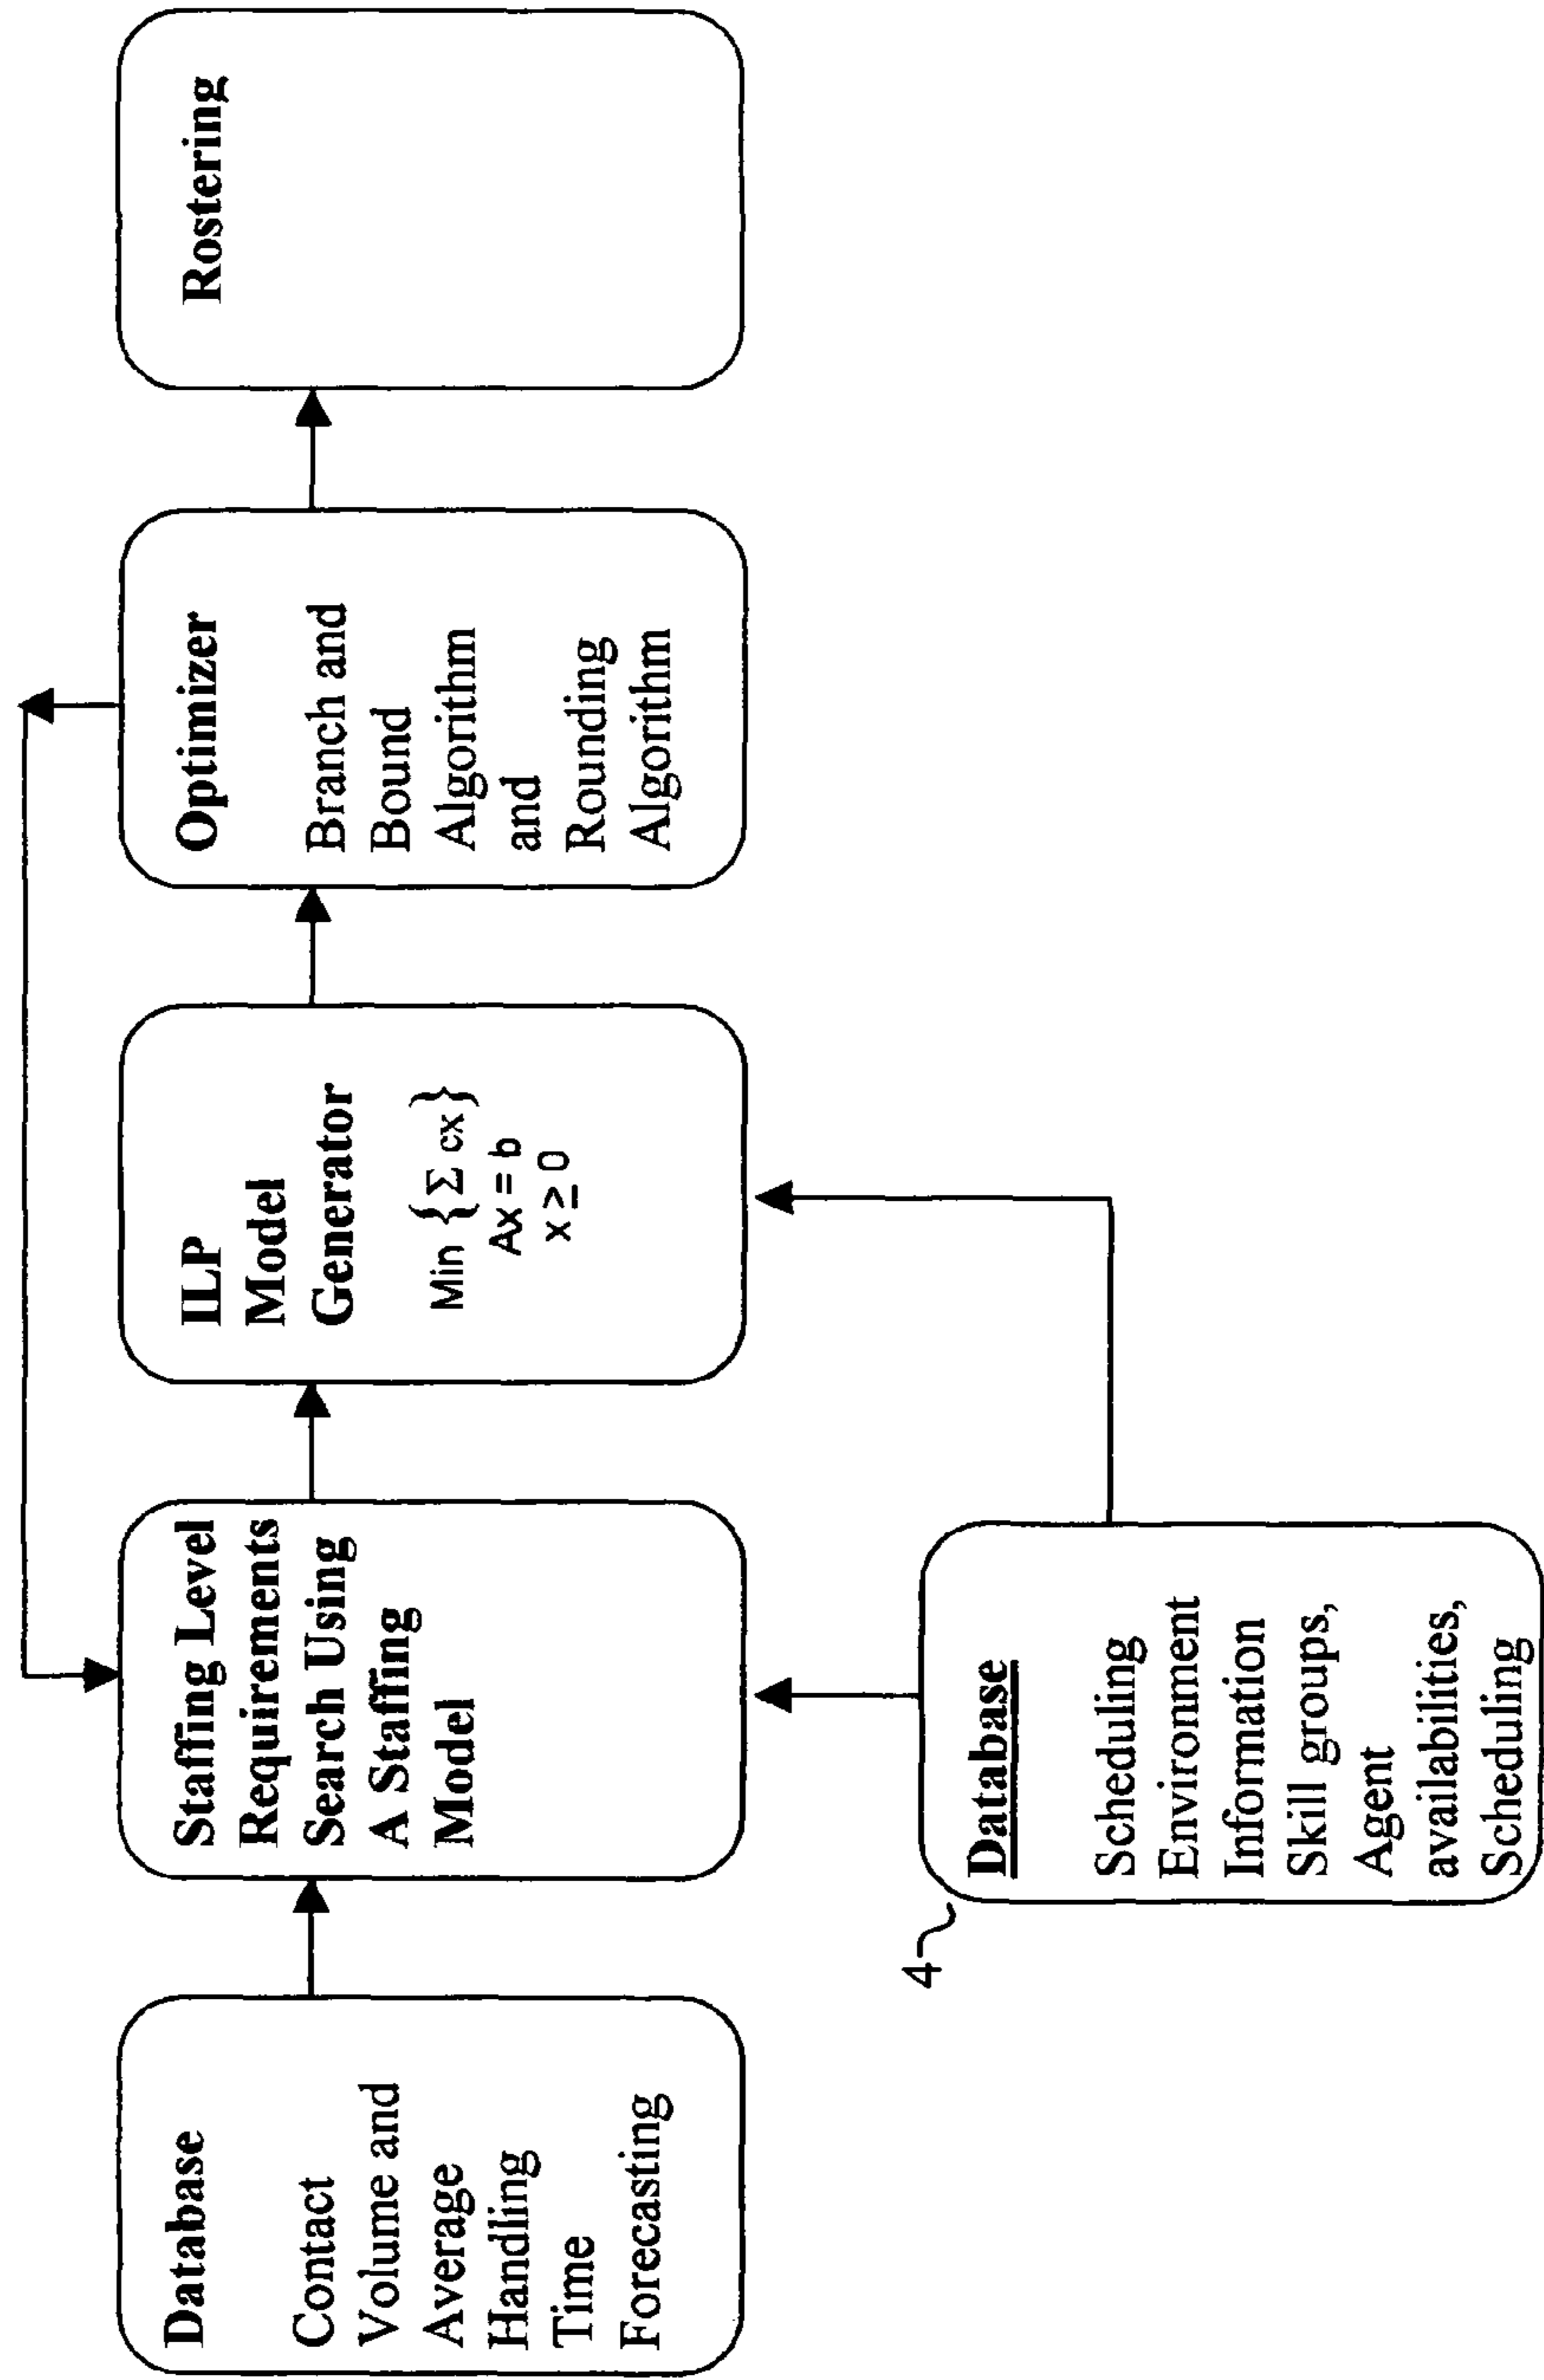 Database
Contact
Volume and
Average
Handling
Time
Forecasting
Staffing Level
Requirements
Search Using
A Staffing
Model
ILP
Model
Generator
Min {Σ cx}
Ax = b
x ≥ 0
Optimizer
Branch and
Bound
Algorithm
and
Rounding
Algorithm
Rostering
4
Database
Scheduling
Environment
Information
Skill groups,
Agent
availabilities,
Scheduling